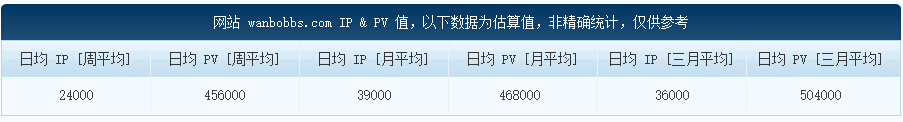 网站 wanbobbs.com IP & PV 值，以下数据为估算值，非精确统计，仅供参考
日均 IP [周平均] 日均 PV [周平均] 日均 IP [月平均] 日均 PV [月平均] 日均 IP [三月平均] 日均 PV [三月平均]
24000 456000 39000 468000 36000 504000